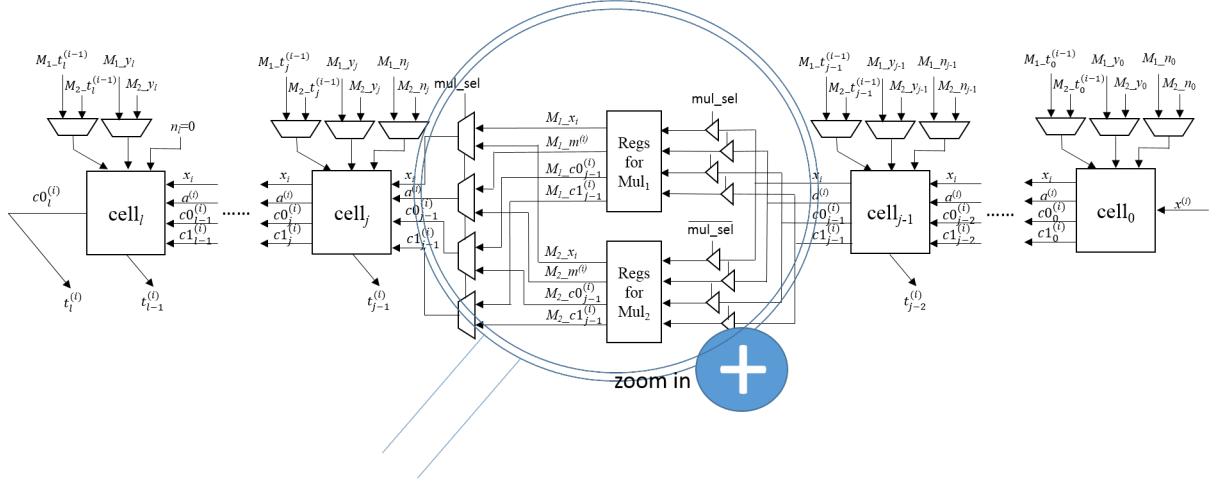 M₁_t_l^(i-1) M₁_y_l
M₂_t_l^(i-1) M₂_y_l
n_l=0
cell_l
c0_l^(i)
t_l^(i)
t_{l-1}^(i)
x_i
a^(i)
c0_{l-1}^(i)
c1_{l-1}^(i)
......
x_i
a^(i)
c0_j^(i)
c1_j^(i)
M₁_t_j^(i-1) M₁_y_j M₁_n_j
M₂_t_j^(i-1) M₂_y_j M₂_n_j
cell_j
t_{j-1}^(i)
x_i
a^(i)
c0_{j-1}^(i)
c1_{j-1}^(i)
mul_sel
M_l_x_i
M_l_m^(i)
M_l_c0_{j-1}^(i)
M_l_c1_{j-1}^(i)
Regs
for
Mul₁
mul_sel
M₂_x_i
M₂_m^(i)
M₂_c0_{j-1}^(i)
M₂_c1_{j-1}^(i)
Regs
for
Mul₂
mul_sel
zoom in
M₁_t_{j-1}^(i-1) M₁_y_{j-1} M₁_n_{j-1}
M₂_t_{j-1}^(i-1) M₂_y_{j-1} M₂_n_{j-1}
x_i
a^(i)
c0_{j-1}^(i)
c1_{j-1}^(i)
cell_{j-1}
t_{j-2}^(i)
x_i
a^(i)
c0_{j-2}^(i)
c1_{j-2}^(i)
......
M₁_t_0^(i-1) M₁_y_0 M₁_n_0
M₂_t_0^(i-1) M₂_y_0 M₂_n_0
x_i
a^(i)
c0_0^(i)
c1_0^(i)
cell_0
x^(i)